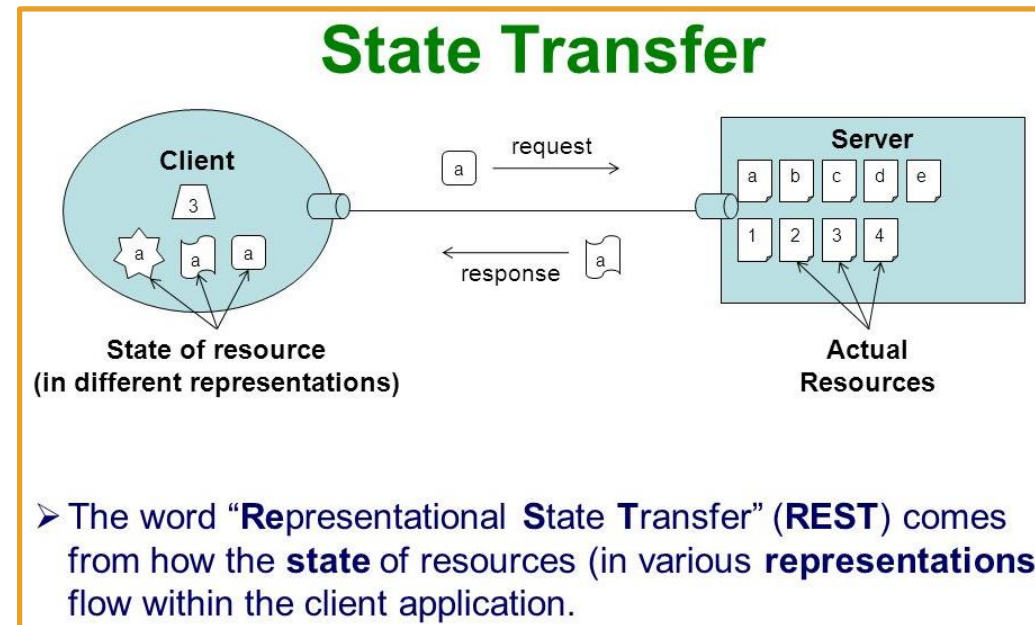 State Transfer
Client
3
a a a
State of resource
(in different representations)
a request
response a
Server
a b c d e
1 2 3 4
Actual
Resources
➢ The word “Representational State Transfer” (REST) comes
from how the state of resources (in various representations
flow within the client application.